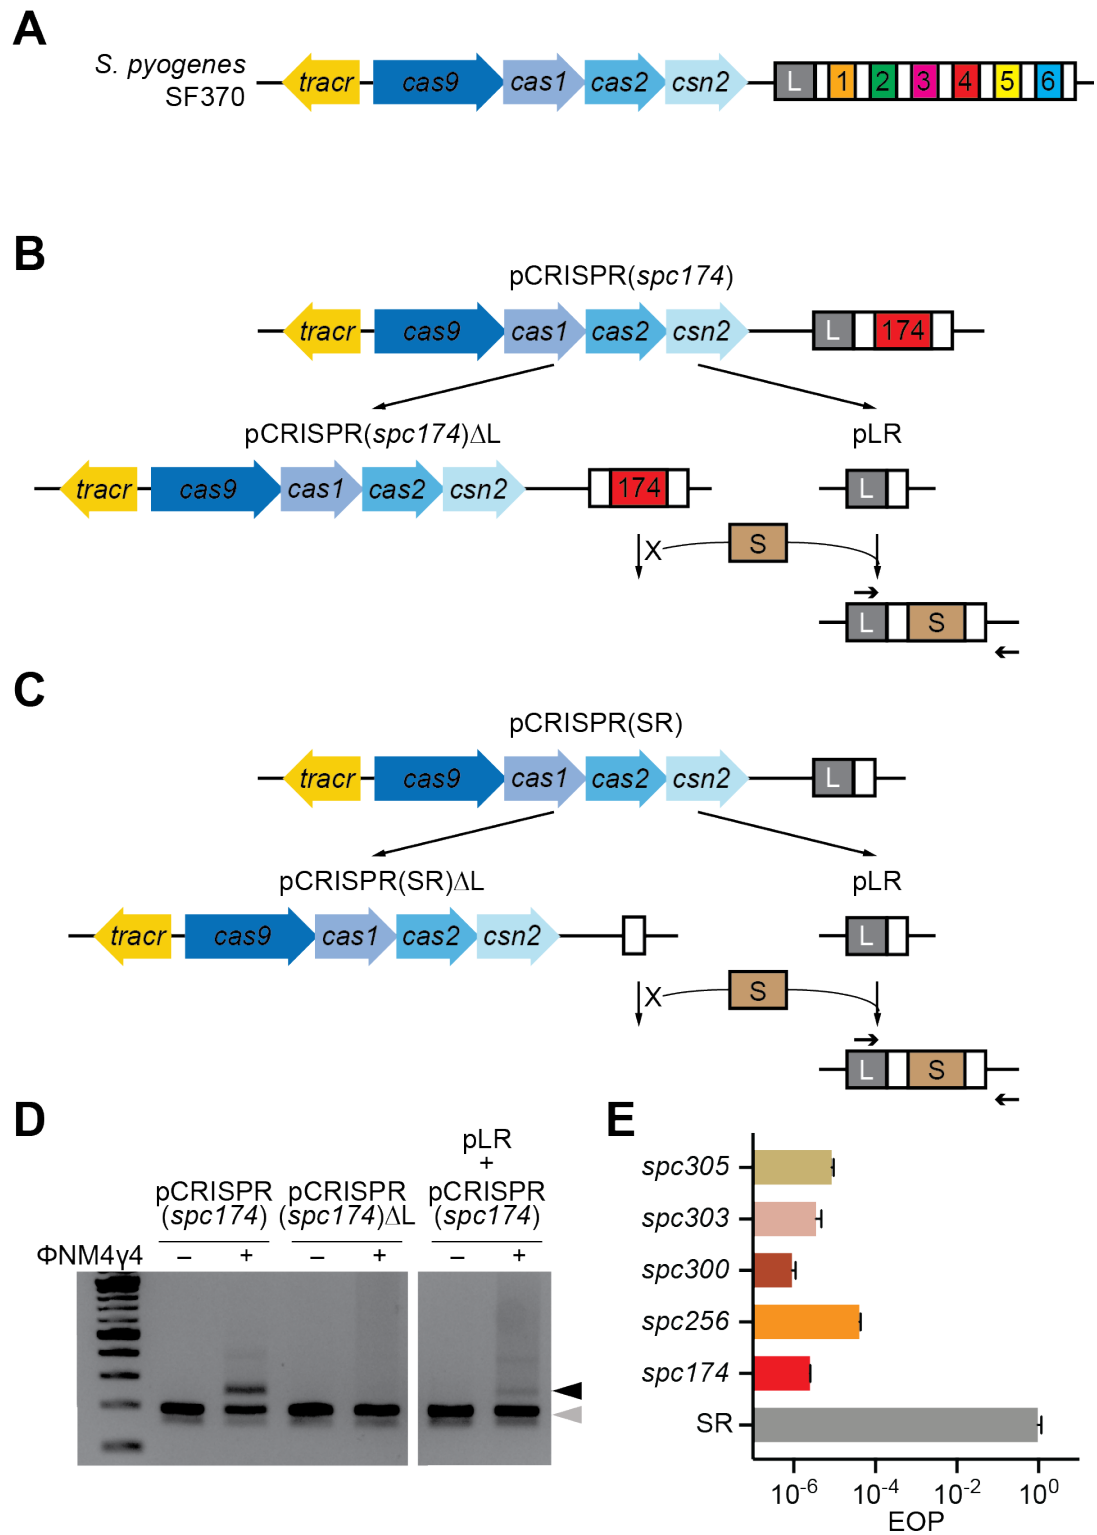 A
S. pyogenes
SF370
tracr cas9 cas1 cas2 csn2 L 1 2 3 4 5 6
B
pCRISPR(spc174)
tracr cas9 cas1 cas2 csn2 L 174
pCRISPR(spc174)ΔL pLR
tracr cas9 cas1 cas2 csn2 174 L
X S
L S
C
pCRISPR(SR)
tracr cas9 cas1 cas2 csn2 L
pCRISPR(SR)ΔL pLR
tracr cas9 cas1 cas2 csn2 L
X S
L S
D
pLR
+
pCRISPR pCRISPR pCRISPR
(spc174) (spc174)ΔL (spc174)
ΦNM4γ4 – + – + – +
E
spc305
spc303
spc300
spc256
spc174
SR
10-6 10-4 10-2 100
EOP